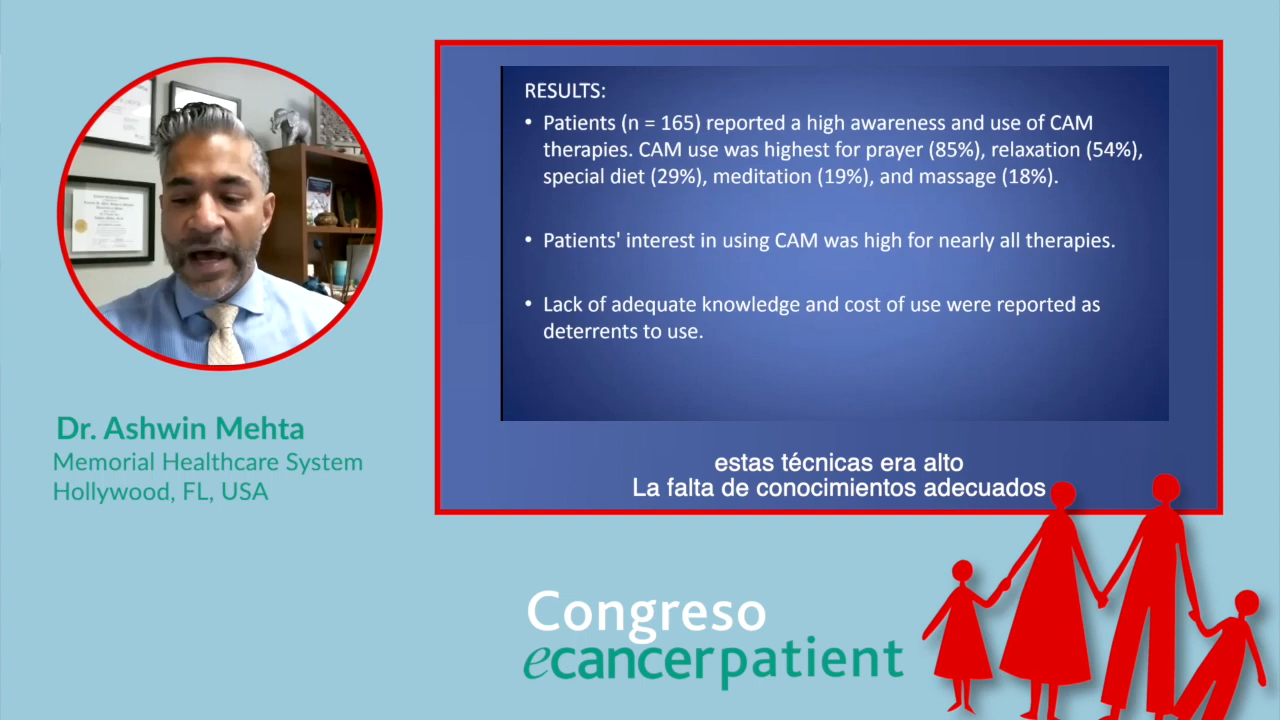 RESULTS:
• Patients (n = 165) reported a high awareness and use of CAM
therapies. CAM use was highest for prayer (85%), relaxation (54%),
special diet (29%), meditation (19%), and massage (18%).
• Patients' interest in using CAM was high for nearly all therapies.
• Lack of adequate knowledge and cost of use were reported as
deterrents to use.
estas técnicas era alto
La falta de conocimientos adecuados
Dr. Ashwin Mehta
Memorial Healthcare System
Hollywood, FL, USA
Congreso
ecancerpatient